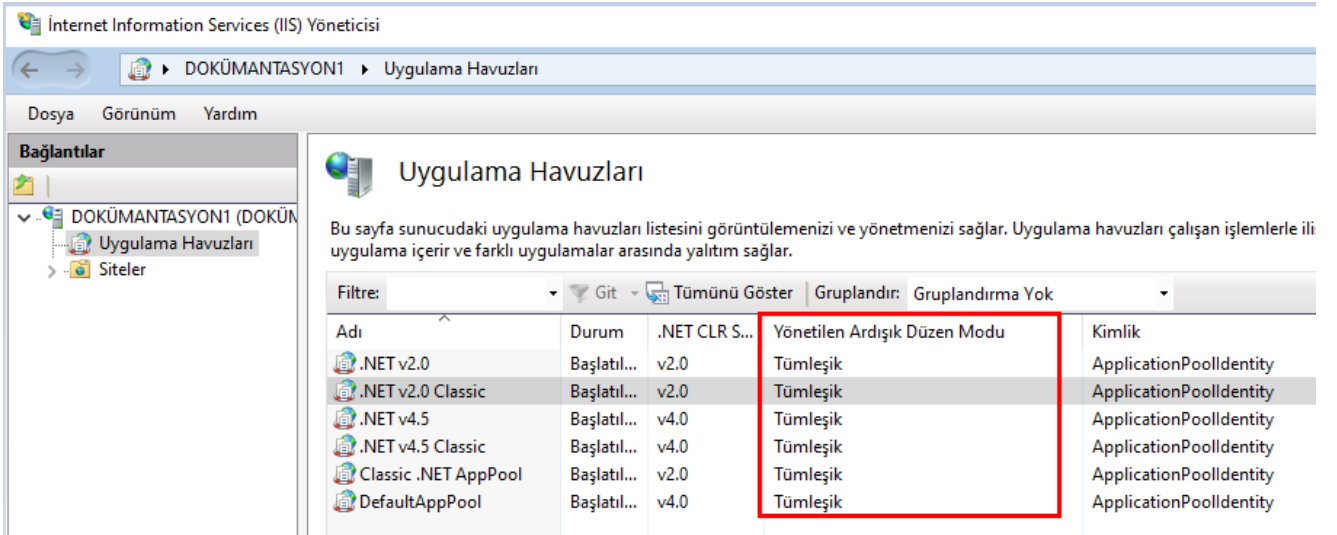 İnternet Information Services (IIS) Yöneticisi
DOKÜMANTASYON1 Uygulama Havuzları
Dosya Görünüm Yardım
Bağlantılar
DOKÜMANTASYON1 (DOKÜM
Uygulama Havuzları
Siteler
Uygulama Havuzları
Bu sayfa sunucudaki uygulama havuzları listesini görüntülemenizi ve yönetmenizi sağlar. Uygulama havuzları çalışan işlemlerle iliş
uygulama içerir ve farklı uygulamalar arasında yalıtım sağlar.
Filtre: Git Tümünü Göster Gruplandır: Gruplandırma Yok
Adı Durum .NET CLR S... Yönetilen Ardışık Düzen Modu Kimlik
.NET v2.0 Başlatıl... v2.0 Tümleşik ApplicationPoolIdentity
.NET v2.0 Classic Başlatıl... v2.0 Tümleşik ApplicationPoolIdentity
.NET v4.5 Başlatıl... v4.0 Tümleşik ApplicationPoolIdentity
.NET v4.5 Classic Başlatıl... v4.0 Tümleşik ApplicationPoolIdentity
Classic .NET AppPool Başlatıl... v2.0 Tümleşik ApplicationPoolIdentity
DefaultAppPool Başlatıl... v4.0 Tümleşik ApplicationPoolIdentity